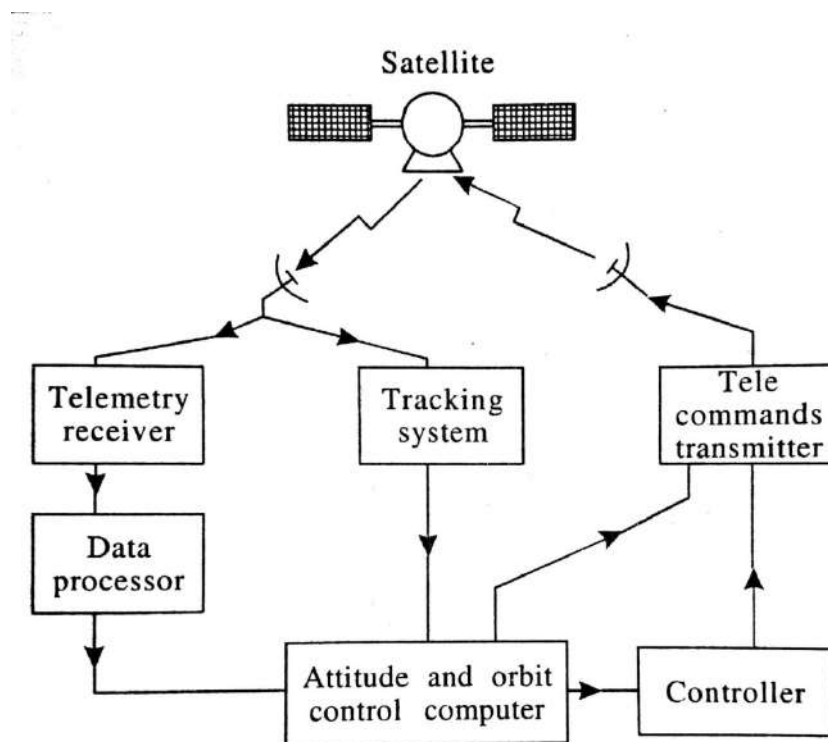 Satellite
Telemetry
receiver
Tracking
system
Tele
commands
transmitter
Data
processor
Attitude and orbit
control computer
Controller